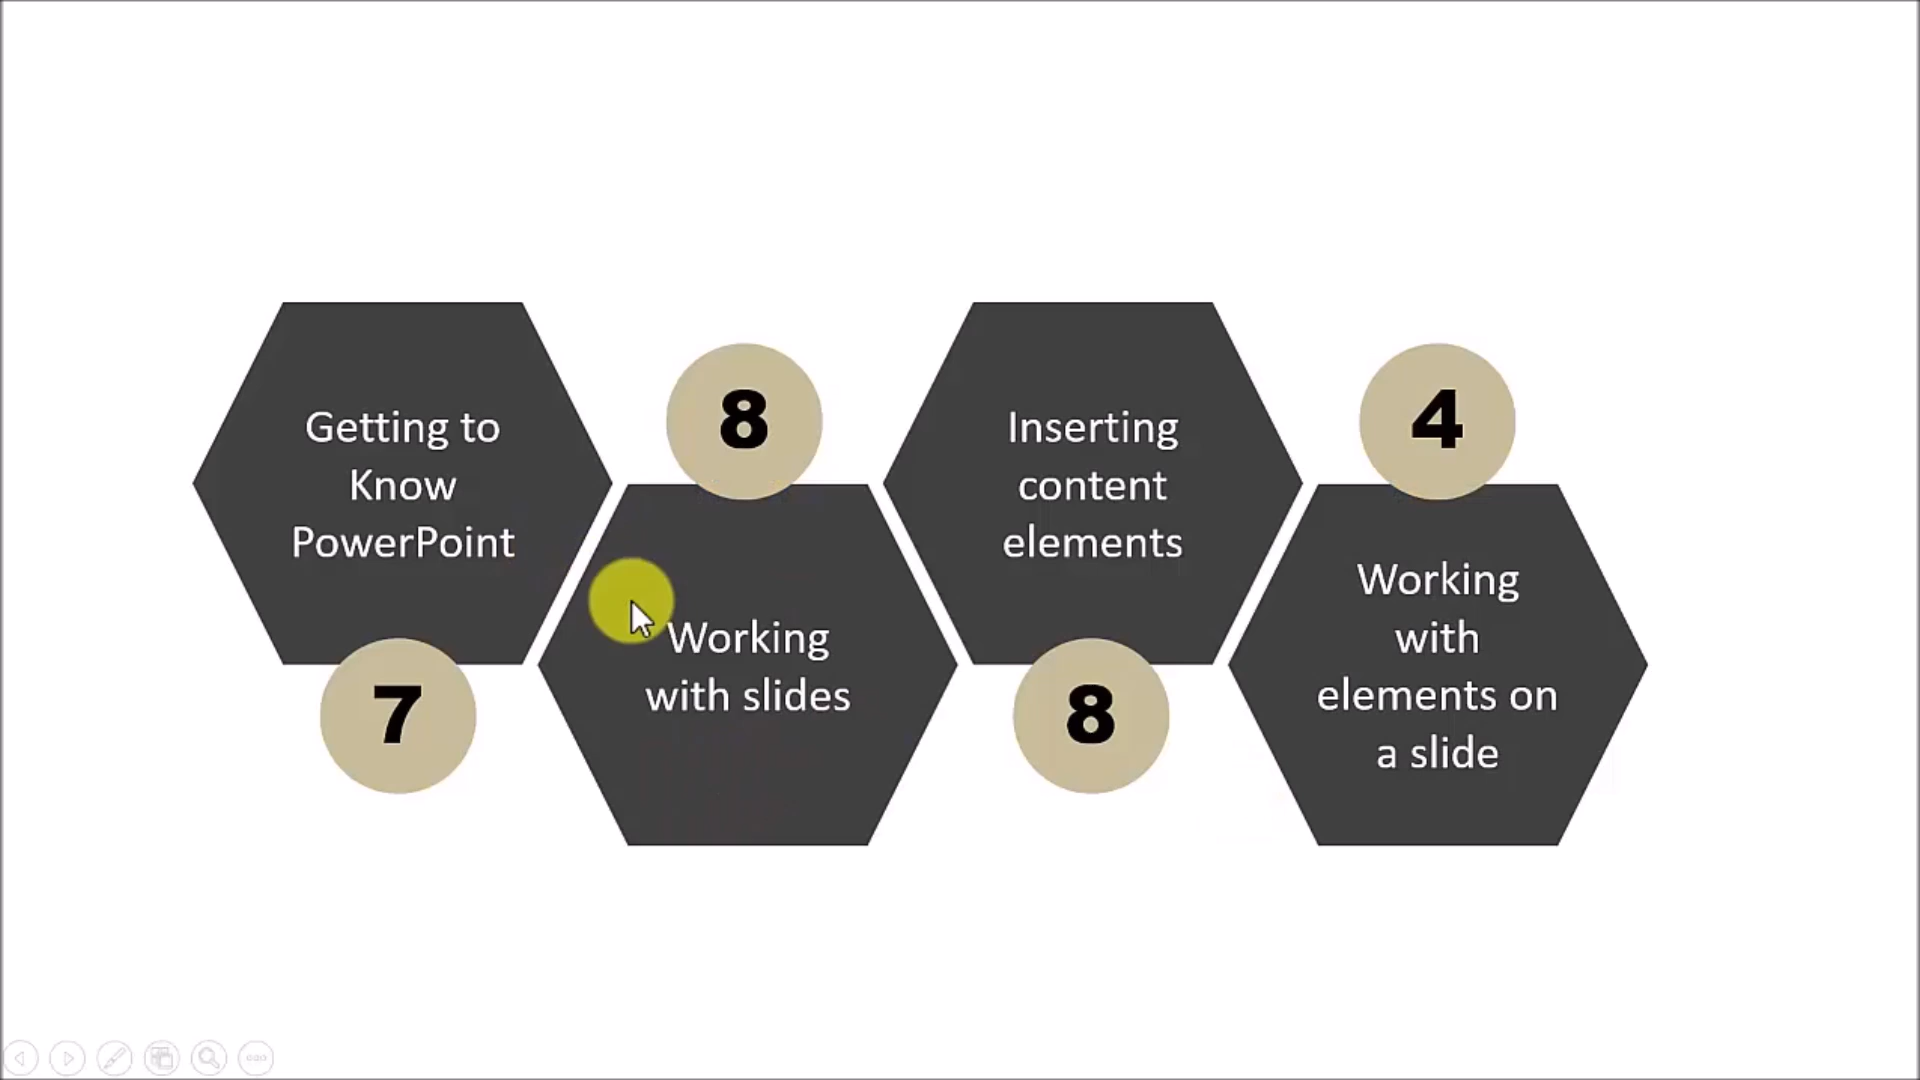 Getting to
Know
PowerPoint
7
8
Working
with slides
Inserting
content
elements
8
4
Working
with
elements on
a slide